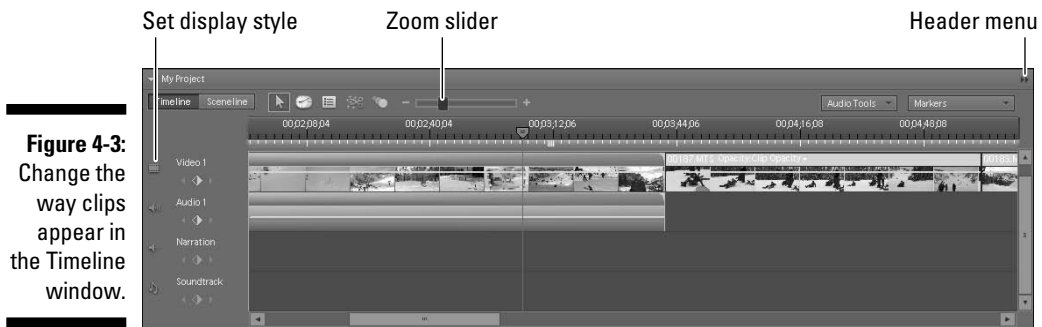 Set display style Zoom slider Header menu
My Project
Timeline Sceneline Audio Tools Markers
00;02;08;04 00;02;40;04 00;03;12;06 00;03;44;06 00;04;16;08 00;04;48;08
Figure 4-3:
Change the
way clips
appear in
the Timeline
window.
Video 1
00187.MTS Opacity:Clip Opacity 00183.M
Audio 1
Narration
Soundtrack